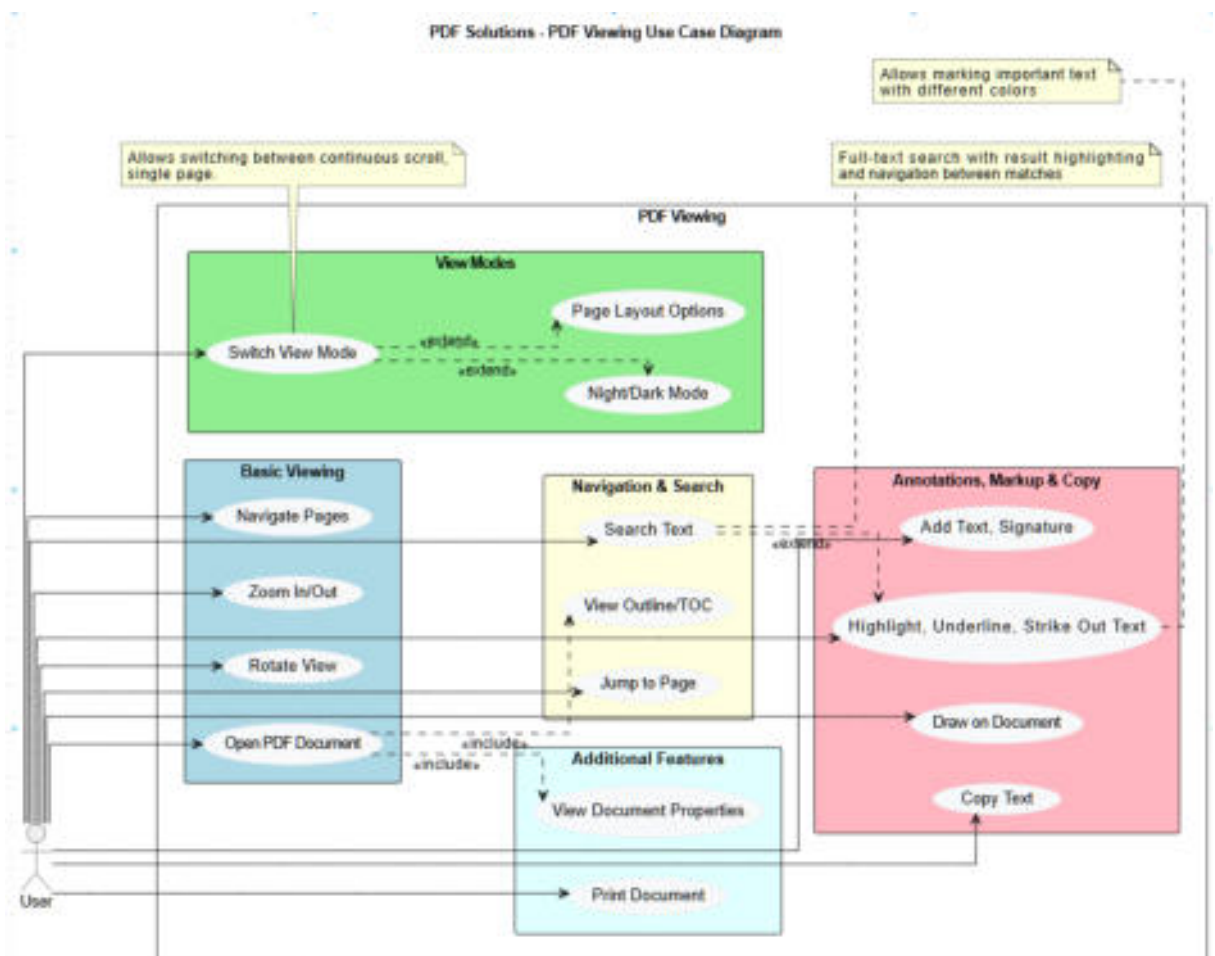 PDF Solutions - PDF Viewing Use Case Diagram
Allows marking important text
with different colors
Allows switching between continuous scroll,
single page.
Full-text search with result highlighting
and navigation between matches
PDF Viewing
View Modes
Page Layout Options
Switch View Mode
«extend»
«extend»
Night/Dark Mode
Basic Viewing
Navigate Pages
Zoom In/Out
Rotate View
Open PDF Document
Navigation & Search
Search Text
View Outline/TOC
Jump to Page
«include»
«include»
«extend»
Annotations, Markup & Copy
Add Text, Signature
Highlight, Underline, Strike Out Text
Draw on Document
Copy Text
Additional Features
View Document Properties
Print Document
User